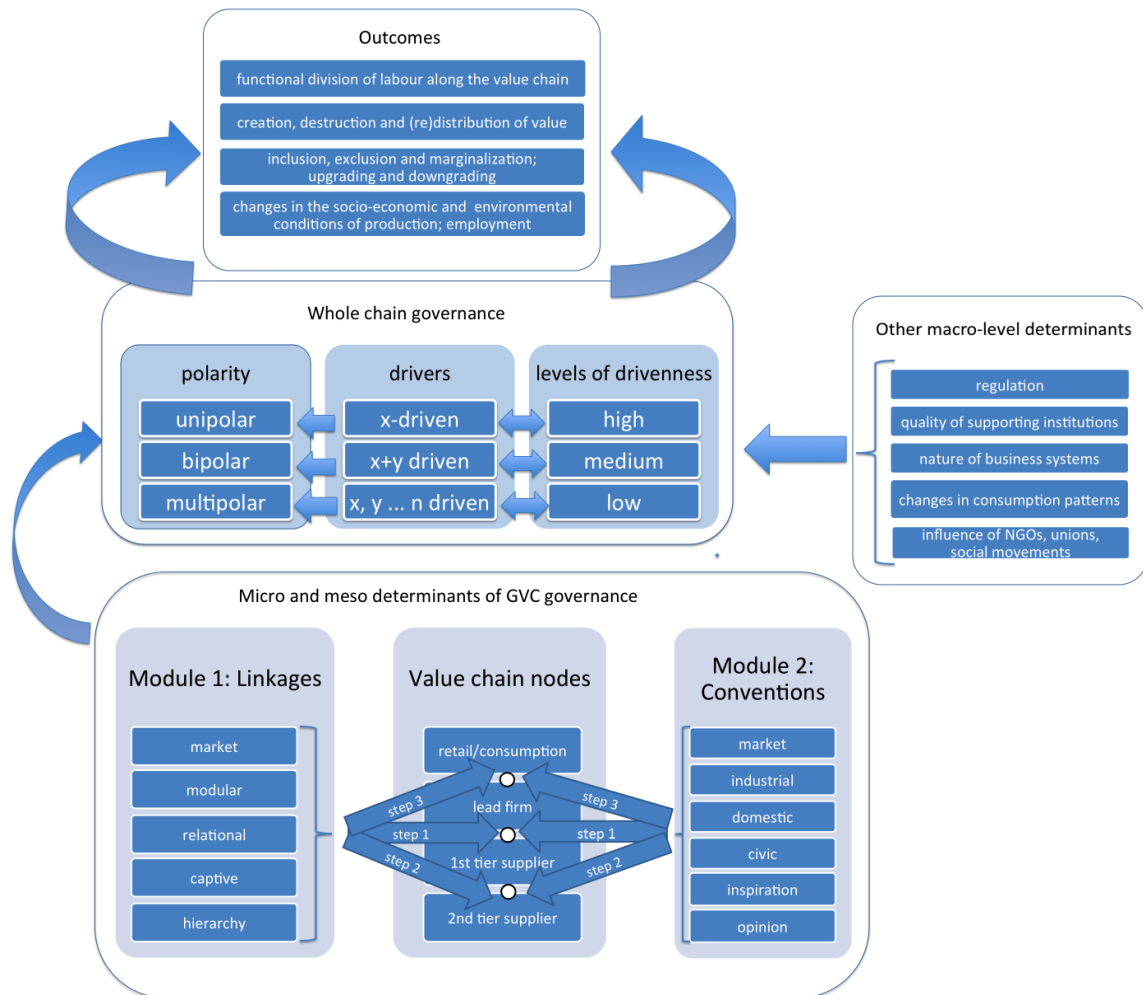 Outcomes
functional division of labour along the value chain
creation, destruction and (re)distribution of value
inclusion, exclusion and marginalization;
upgrading and downgrading
changes in the socio-economic and environmental
conditions of production; employment
Whole chain governance
polarity
unipolar
bipolar
multipolar
drivers
x-driven
x+y driven
x, y ... n driven
levels of drivenness
high
medium
low
Other macro-level determinants
regulation
quality of supporting institutions
nature of business systems
changes in consumption patterns
influence of NGOs, unions,
social movements
Micro and meso determinants of GVC governance
Module 1: Linkages
market
modular
relational
captive
hierarchy
Value chain nodes
retail/consumption
lead firm
1st tier supplier
2nd tier supplier
step 3
step 1
step 2
step 3
step 1
step 2
Module 2:
Conventions
market
industrial
domestic
civic
inspiration
opinion